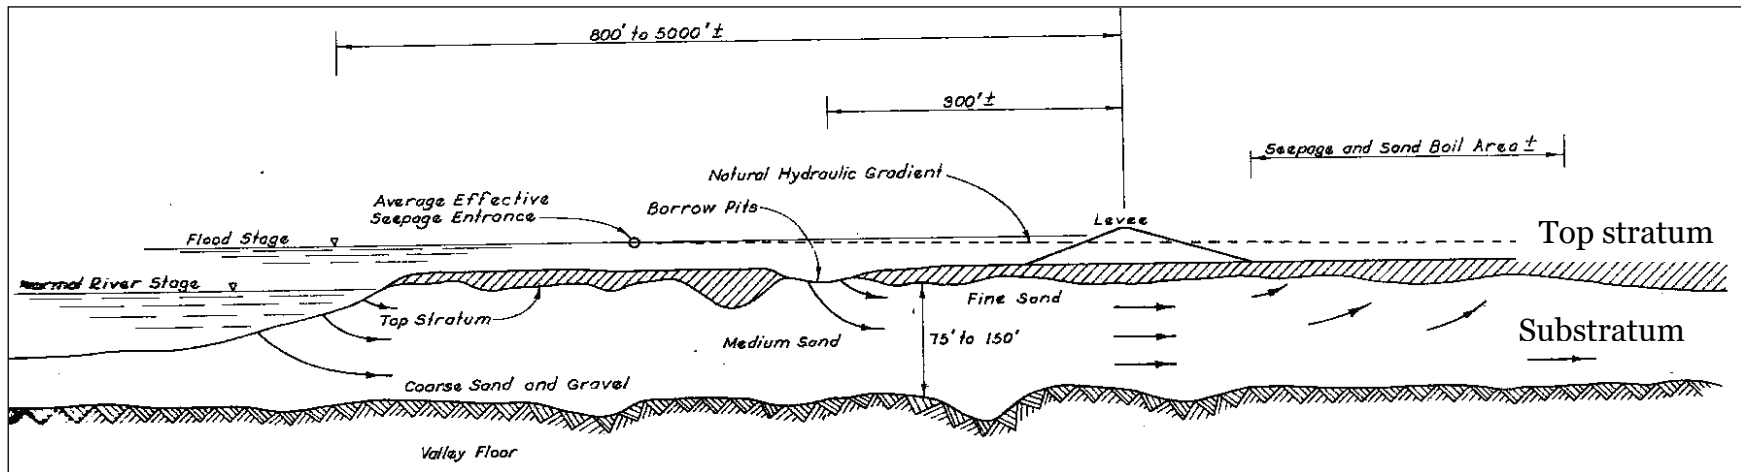 800' to 5000' ±
300' ±
Seepage and Sand Boil Area ±
Natural Hydraulic Gradient
Average Effective
Seepage Entrance
Borrow Pits
Levee
Flood Stage
Top stratum
Normal River Stage
Fine Sand
Top Stratum
Medium Sand
75' to 150'
Substratum
Coarse Sand and Gravel
Valley Floor